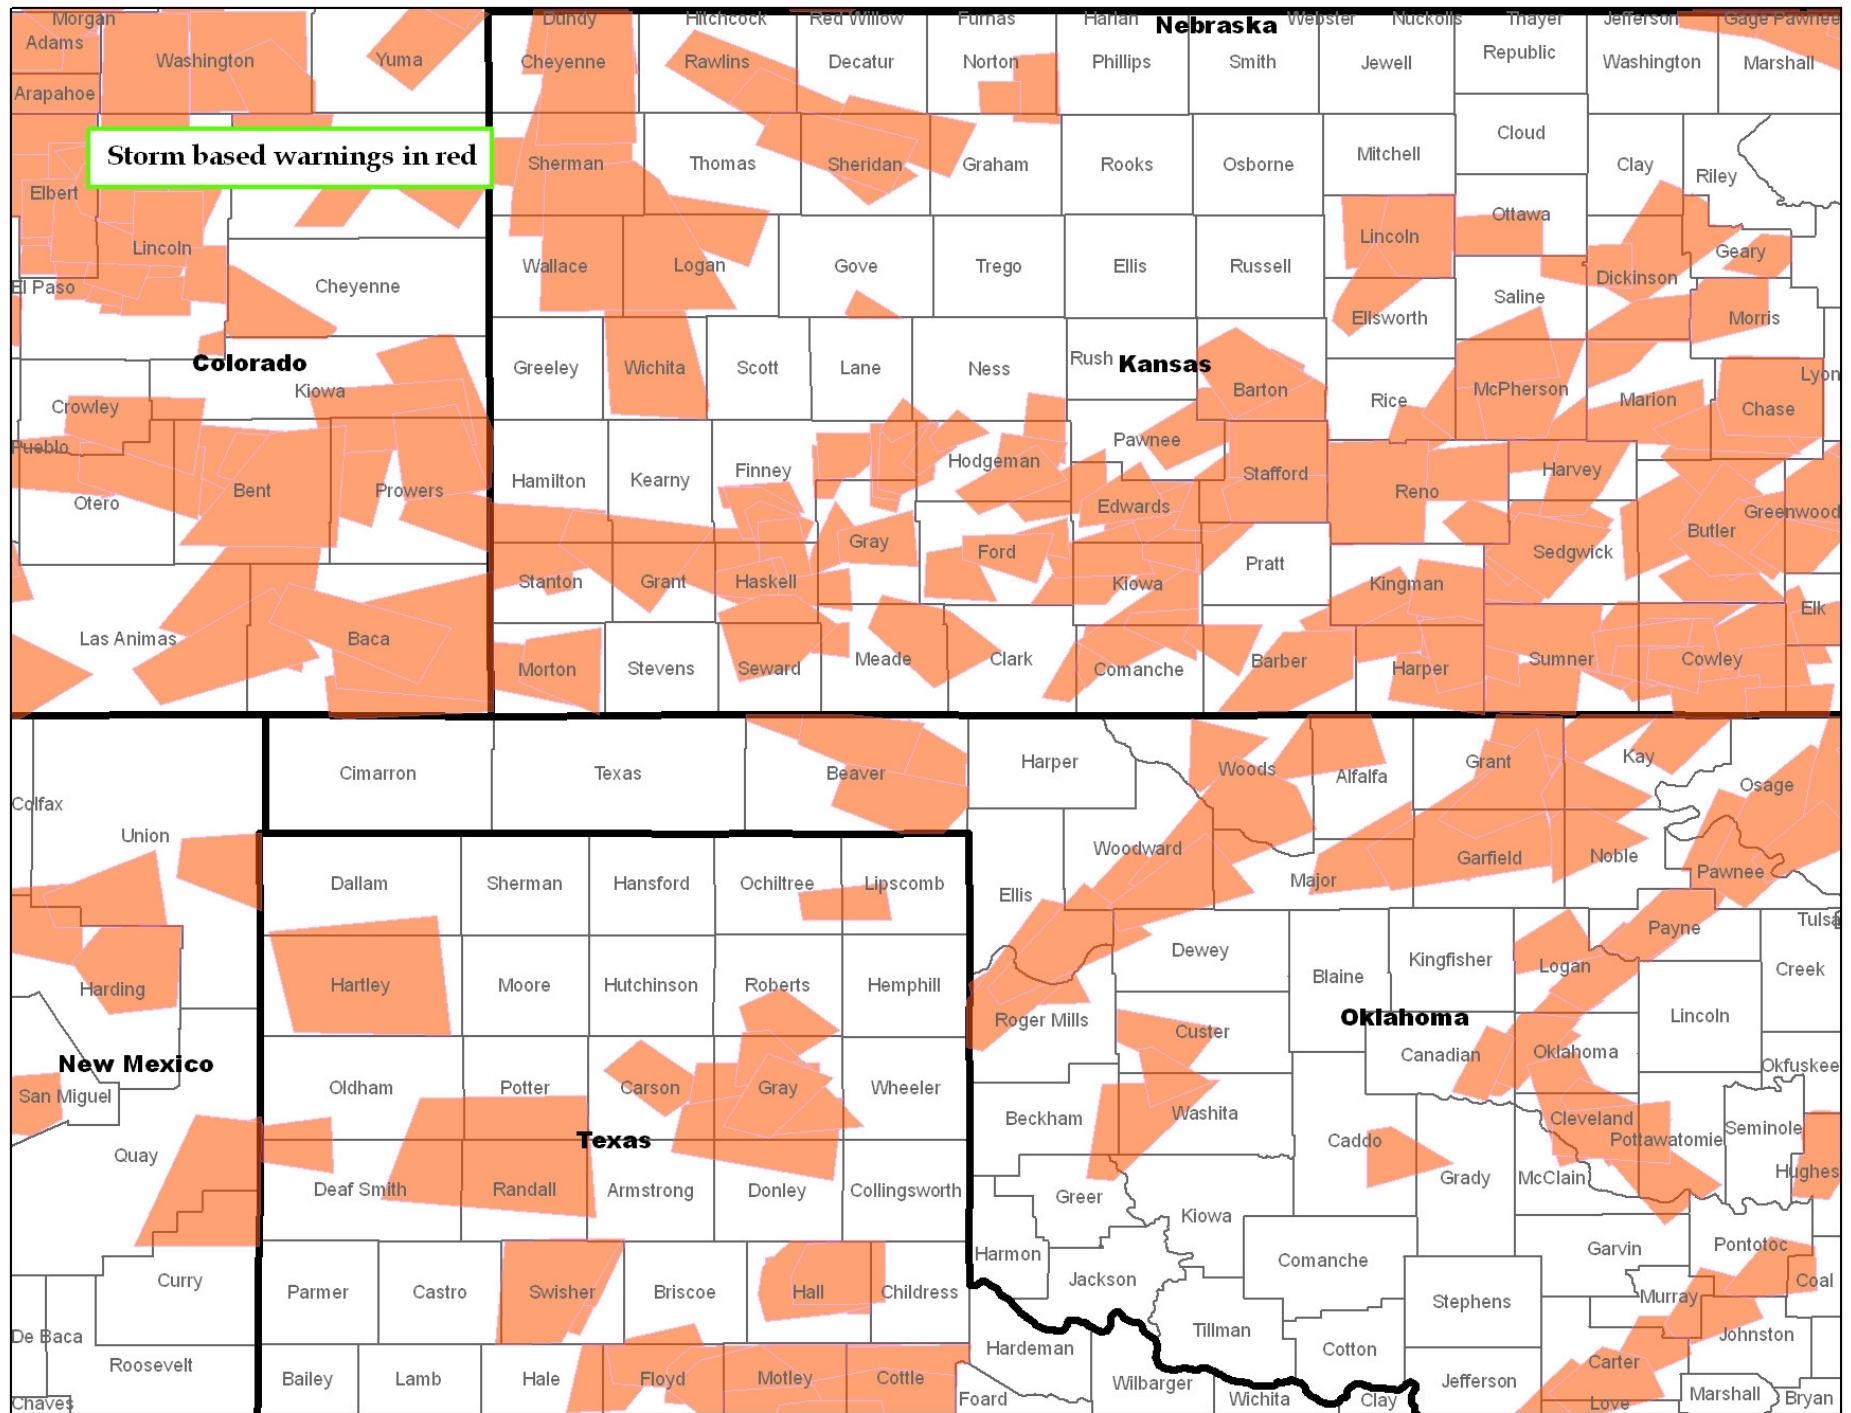 Morgan Dundy Hitchcock Red Willow Furnas Harlan Nebraska Webster Nuckolls Thayer Jefferson Gage Pawnee
Adams Washington Yuma Cheyenne Rawlins Decatur Norton Phillips Smith Jewell Republic Washington Marshall
Arapahoe
Storm based warnings in red
Cloud
Sherman Thomas Sheridan Graham Rooks Osborne Mitchell Clay Riley
Elbert
Lincoln Lincoln Ottawa
Wallace Logan Gove Trego Ellis Russell Dickinson Geary
El Paso Cheyenne Saline
Ellsworth Morris
Colorado Greeley Wichita Scott Lane Ness Rush Kansas
Kiowa Barton Rice McPherson Marion Chase Lyon
Crowley
Pueblo Pawnee
Otero Bent Prowers Hamilton Kearny Finney Hodgeman Edwards Stafford Reno Harvey
Greenwood
Gray Ford Pratt Sedgwick Butler
Stanton Grant Haskell Kiowa Kingman
Elk
Las Animas Baca Morton Stevens Seward Meade Clark Comanche Barber Harper Sumner Cowley
Cimarron Texas Beaver Harper Woods Alfalfa Grant Kay Osage
Colfax
Union
Woodward
Dallam Sherman Hansford Ochiltree Lipscomb Ellis Major Garfield Noble Pawnee
Payne
Dewey Kingfisher Logan Creek
Harding Hartley Moore Hutchinson Roberts Hemphill Blaine
Roger Mills Oklahoma Lincoln
Custer
New Mexico Canadian Oklahoma Okfuskee
San Miguel Oldham Potter Carson Gray Wheeler
Beckham Washita Cleveland Seminole
Quay Texas Caddo Pottawatomie
Deaf Smith Randall Armstrong Donley Collingsworth Greer Grady McClain Hughes
Kiowa
Harmon Comanche Garvin Pontotoc
Curry Parmer Castro Swisher Briscoe Hall Childress Jackson Coal
Stephens Murray
De Baca Hardeman Tillman Cotton Johnston
Roosevelt Bailey Lamb Hale Floyd Motley Cottle Wilbarger Jefferson Carter
Chaves Foard Wichita Clay Love Marshall Bryan